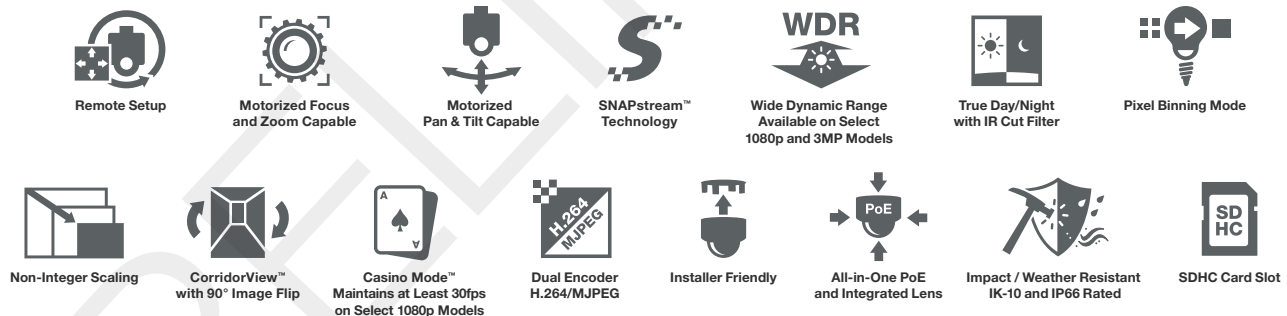 WDR
Remote Setup
Motorized Focus
and Zoom Capable
Motorized
Pan & Tilt Capable
SNAPstream™
Technology
Wide Dynamic Range
Available on Select
1080p and 3MP Models
True Day/Night
with IR Cut Filter
Pixel Binning Mode
A
A
H.264
MJPEG
PoE
SD
HC
Non-Integer Scaling
CorridorView™
with 90° Image Flip
Casino Mode™
Maintains at Least 30fps
on Select 1080p Models
Dual Encoder
H.264/MJPEG
Installer Friendly
All-in-One PoE
and Integrated Lens
Impact / Weather Resistant
IK-10 and IP66 Rated
SDHC Card Slot